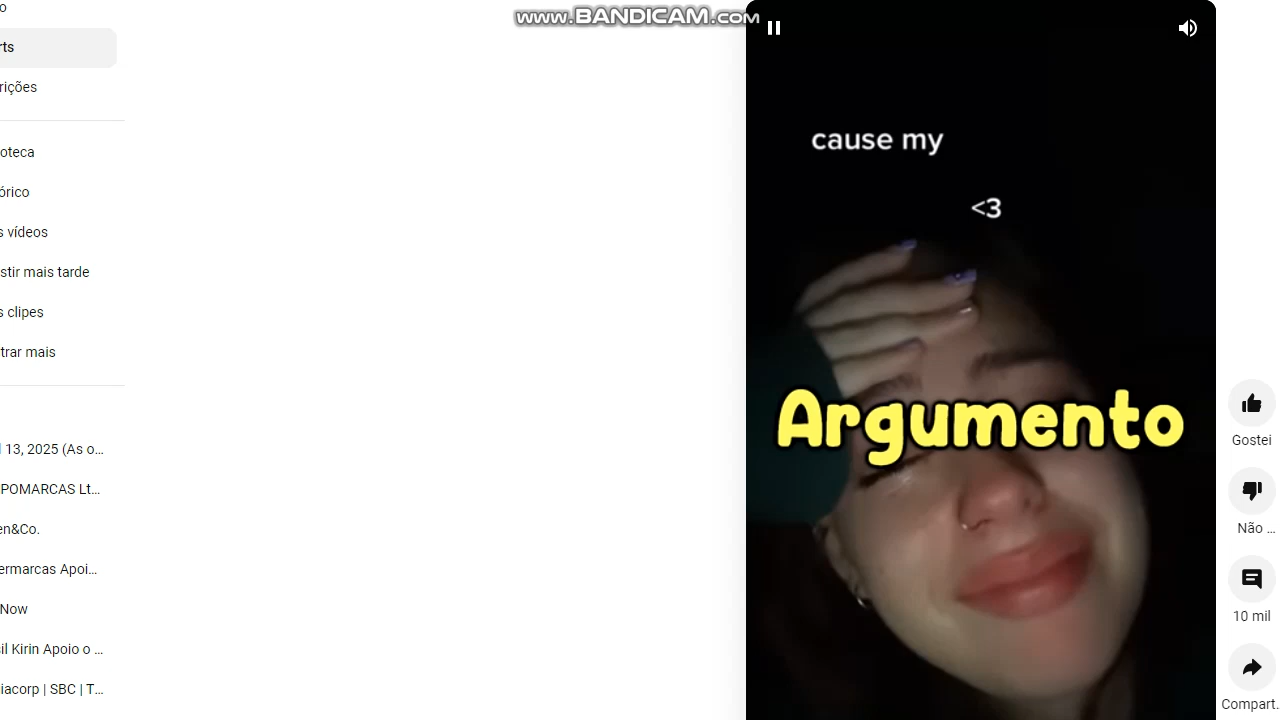 o
rts
rições
oteca
órico
s vídeos
stir mais tarde
s clipes
trar mais
13, 2025 (As o...
POMARCAS Lt...
en&Co.
ermarcas Apoi...
Now
sil Kirin Apoio o ...
iacorp | SBC | T...
www.BANDICAM.com
cause my
<3
Argumento
Gostei
Não ...
10 mil
Compart.